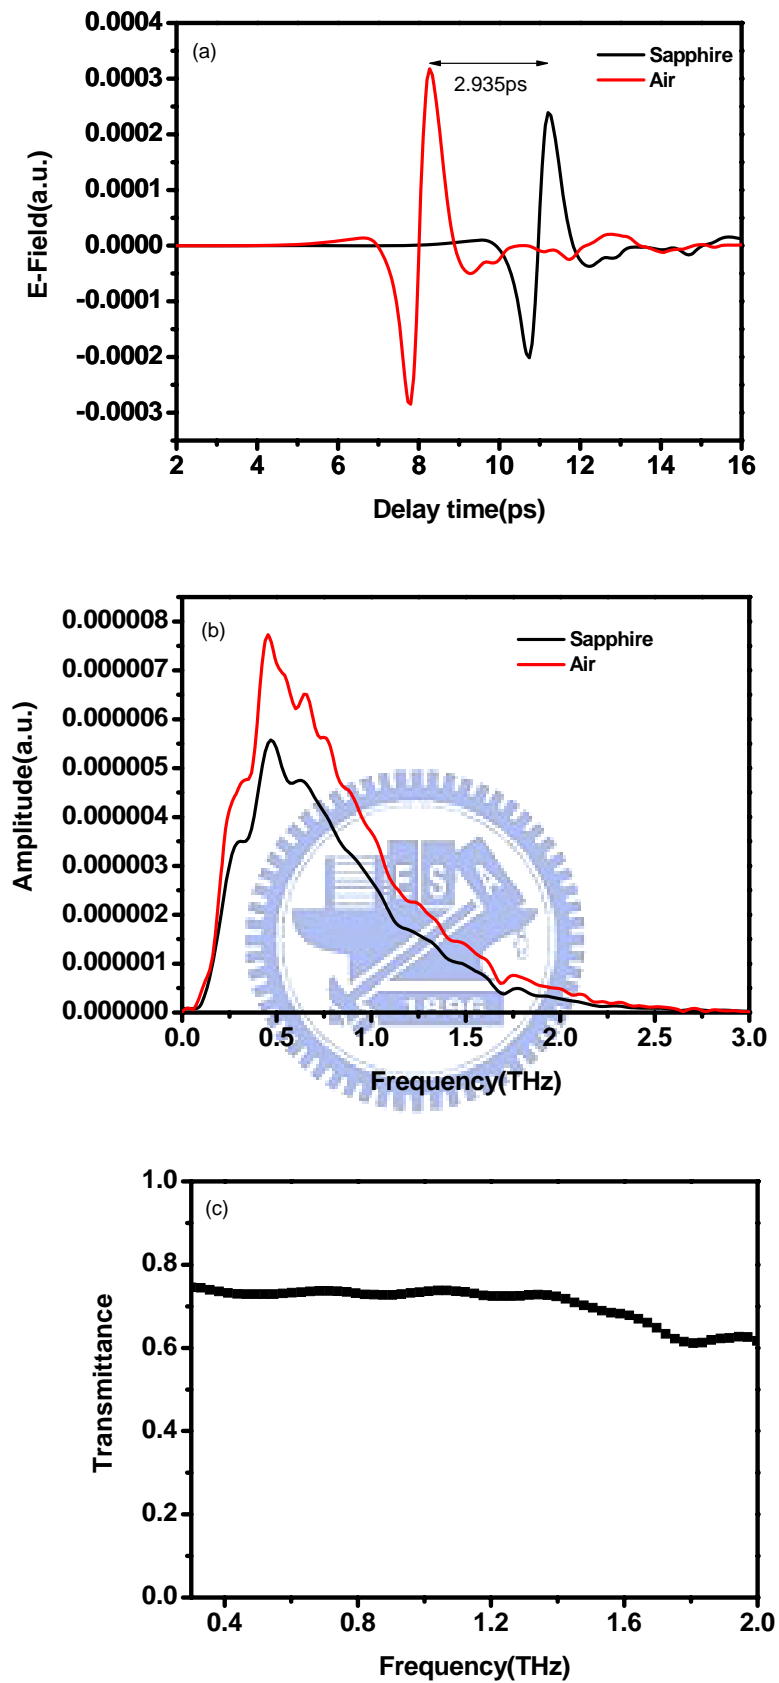 (a)
Sapphire
Air
2.935ps
0.0004
0.0003
0.0002
0.0001
0.0000
-0.0001
-0.0002
-0.0003
E-Field(a.u.)
2 4 6 8 10 12 14 16
Delay time(ps)
(b)
Sapphire
Air
0.000008
0.000007
0.000006
0.000005
0.000004
0.000003
0.000002
0.000001
0.000000
Amplitude(a.u.)
E S A
1896
0.0 0.5 1.0 1.5 2.0 2.5 3.0
Frequency(THz)
(c)
1.0
0.8
0.6
0.4
0.2
0.0
Transmittance
0.4 0.8 1.2 1.6 2.0
Frequency(THz)